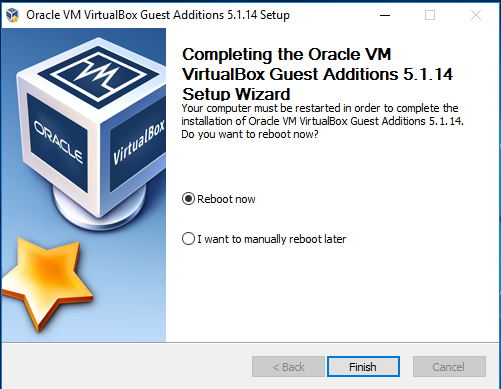 Oracle VM VirtualBox Guest Additions 5.1.14 Setup
Completing the Oracle VM
VirtualBox Guest Additions 5.1.14
Setup Wizard
Your computer must be restarted in order to complete the
installation of Oracle VM VirtualBox Guest Additions 5.1.14.
Do you want to reboot now?
ORACLE
VirtualBox
Reboot now
I want to manually reboot later
< Back
Finish
Cancel